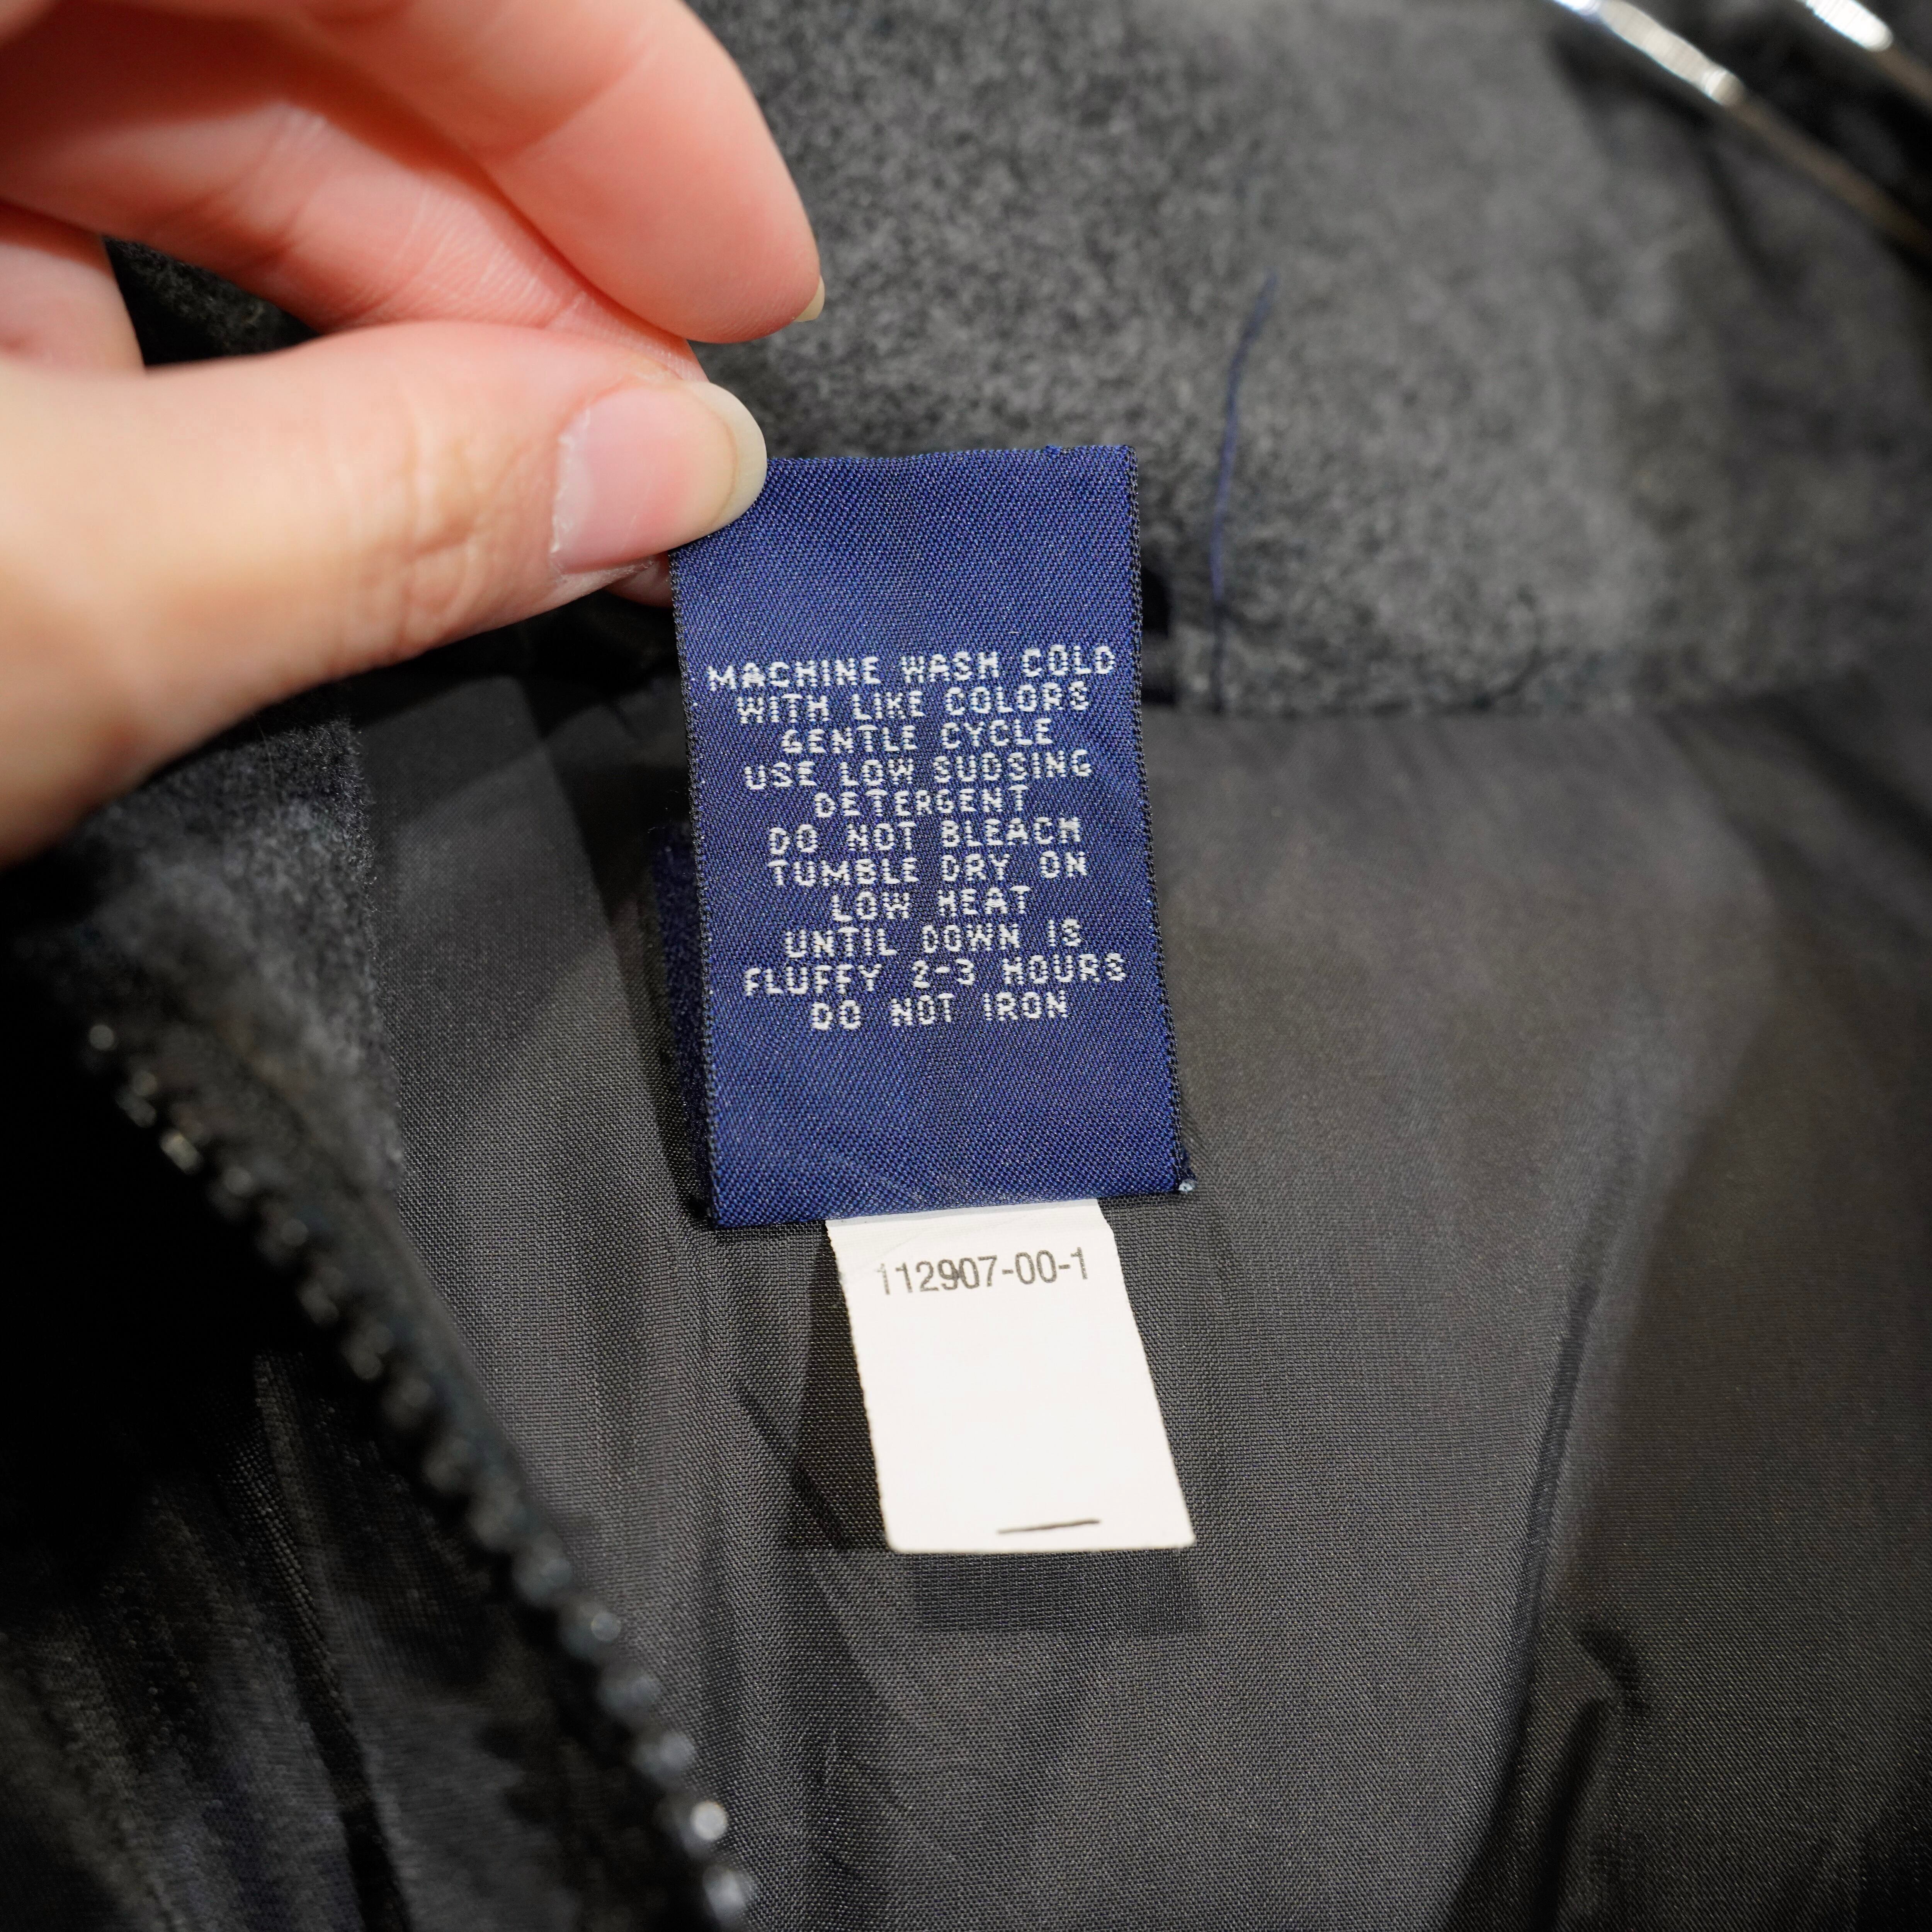 MACHINE WASH COLD
WITH LIKE COLORS
GENTLE CYCLE
USE LOW SUDSING
DETERGENT
DO NOT BLEACH
TUMBLE DRY ON
LOW HEAT
UNTIL DOWN IS
FLUFFY 2-3 HOURS
DO NOT IRON
112907-00-1